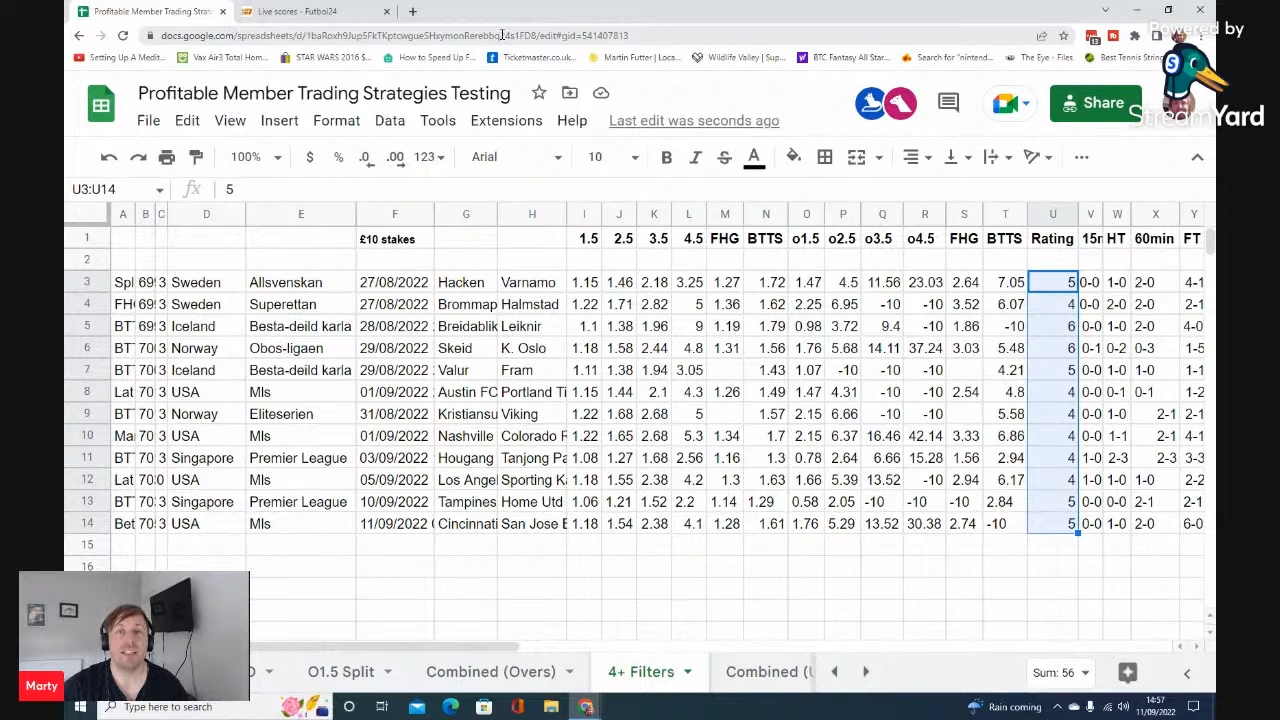 Profitable Member Trading Strate
Live scores - Futbol24
Powered by
StreamYard
Setting Up A Medit
Vax Air3 Total Home
STAR WARS 2016 S
How to Speed Up
Ticketmaster.co.uk
Martin Futter | Loca
Wildlife Valley | Sup
BTC Fantasy All Star
Search for "nintend
The Eye - Files
Best Tennis String
Profitable Member Trading Strategies Testing
File Edit View Insert Format Data Tools Extensions Help Last edit was seconds ago
Share
100% $ % .0 .00 123 Arial 10 B I S A
U3:U14 fx 5
A B C D E F G H I J K L M N O P Q R S T U V W X Y
1 £10 stakes 1.5 2.5 3.5 4.5 FHG BTTS o1.5 o2.5 o3.5 o4.5 FHG BTTS Rating 15m HT 60min FT
2
3 Spl 3 Sweden Allsvenskan 27/08/2022 Hacken Varnamo 1.15 1.46 2.18 3.25 1.27 1.72 1.47 4.5 11.56 23.03 2.64 7.05 5 0-0 1-0 2-0 4-1
4 3 Sweden Superettan 27/08/2022 Brommap Halmstad 1.22 1.71 2.82 5 1.36 1.62 2.25 6.95 -10 -10 3.52 6.07 4 0-0 2-0 2-0 2-1
5 3 Iceland Besta-deild karla 28/08/2022 Breidablik Leiknir 1.1 1.38 1.96 9 1.19 1.79 0.98 3.72 9.4 -10 1.86 -10 6 0-0 1-0 2-0 4-0
6 3 Norway Obos-ligaen 29/08/2022 Skeid K. Oslo 1.18 1.58 2.44 4.8 1.31 1.56 1.76 5.68 14.11 37.24 3.03 5.48 6 0-1 0-2 0-3 1-5
7 3 Iceland Besta-deild karla 29/08/2022 Valur Fram 1.11 1.38 1.94 3.05 1.43 1.07 -10 -10 -10 4.21 5 0-0 1-0 1-0 1-1
8 Lat 3 USA Mls 01/09/2022 Austin FC Portland Ti 1.15 1.44 2.1 4.3 1.26 1.49 1.47 4.31 -10 -10 2.54 4.8 4 0-0 0-1 0-1 1-2
9 3 Norway Eliteserien 31/08/2022 Kristiansu Viking 1.22 1.68 2.68 5 1.57 2.15 6.66 -10 -10 5.58 4 0-0 1-0 2-1 2-1
10 Ma 3 USA Mls 01/09/2022 Nashville Colorado R 1.22 1.65 2.68 5.3 1.34 1.7 2.15 6.37 16.46 42.14 3.33 6.86 4 0-0 1-1 2-1 4-1
11 3 Singapore Premier League 03/09/2022 Hougang Tanjong Pa 1.08 1.27 1.68 2.56 1.16 1.3 0.78 2.64 6.66 15.28 1.56 2.94 4 1-0 2-3 2-3 3-3
12 Lat USA Mls 05/09/2022 Los Angel Sporting K 1.18 1.55 2.38 4.2 1.3 1.63 1.66 5.39 13.52 -10 2.94 6.17 4 0-0 1-0 1-0 2-2
13 3 Singapore Premier League 10/09/2022 Tampines Home Utd 1.06 1.21 1.52 2.2 1.14 1.29 0.58 2.05 -10 -10 -10 2.84 5 0-0 0-0 2-1 2-1
14 Bet 3 USA Mls 11/09/2022 Cincinnati San Jose E 1.18 1.54 2.38 4.1 1.28 1.61 1.76 5.29 13.52 30.38 2.74 -10 5 0-0 1-0 2-0 6-0
15
16
O1.5 Split Combined (Overs) 4+ Filters Combined (U Sum: 56
Marty
Type here to search
Rain coming
14:57
11/09/2022